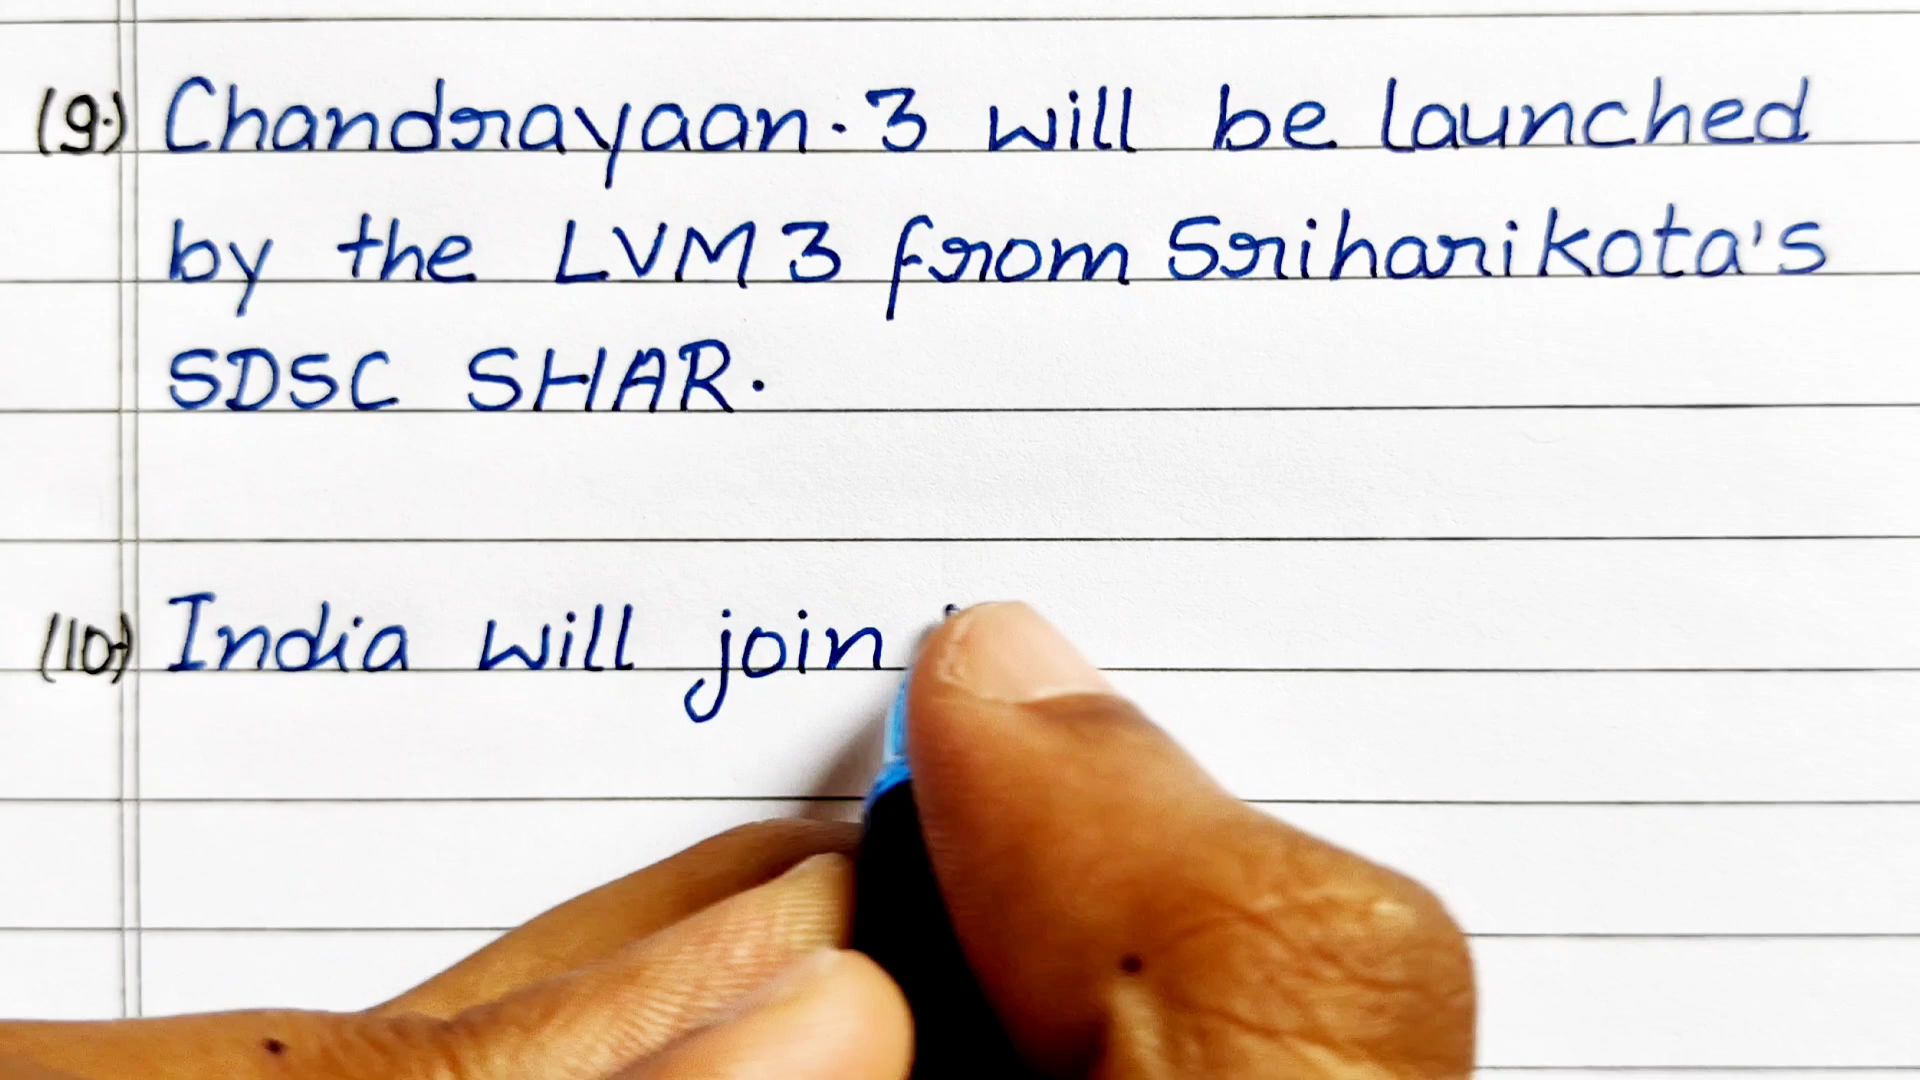 (9.) Chandrayaan.3 will be launched
by the LVM3 from Sriharikota's
SDSC SHAR.
(10.) India will join